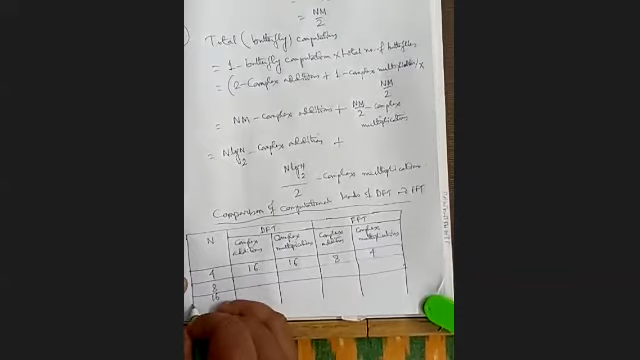 = NM/2
Total (butterfly) computations
= 1-butterfly computation × total no. of butterflies
= (2-complex additions + 1-complex multiplication) ×
NM/2
= NM - complex additions + NM/2 - complex
multiplications
= N log₂N - complex additions +
N log₂N / 2 - complex multiplications.
Comparison of computational loads of DFT → FFT
DFT FFT
N Complex additions Complex multiplications Complex additions Complex multiplications
4 16 16 8 4
8
16